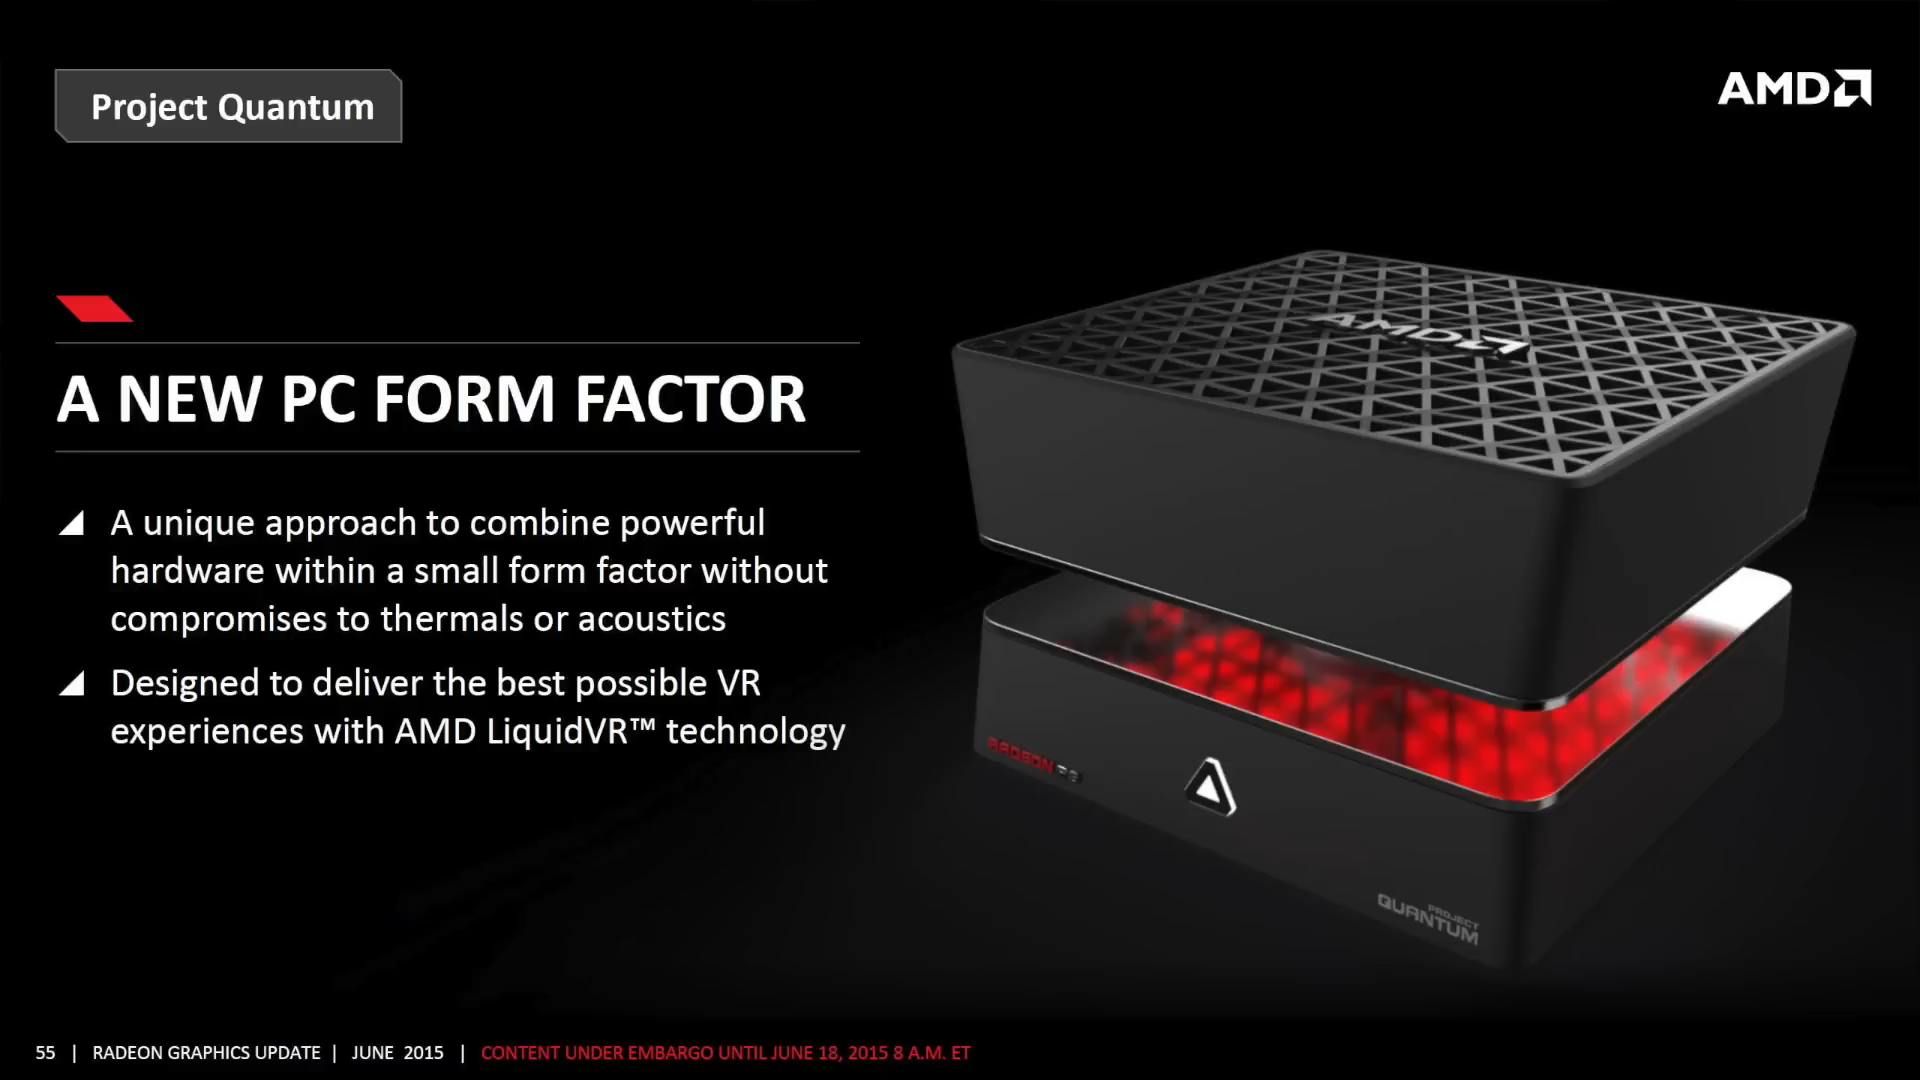 Project Quantum
AMD
A NEW PC FORM FACTOR
A unique approach to combine powerful
hardware within a small form factor without
compromises to thermals or acoustics
Designed to deliver the best possible VR
experiences with AMD LiquidVR™ technology
AMD
RADEON R9
PROJECT
QUANTUM
55 | RADEON GRAPHICS UPDATE | JUNE 2015 | CONTENT UNDER EMBARGO UNTIL JUNE 18, 2015 8 A.M. ET